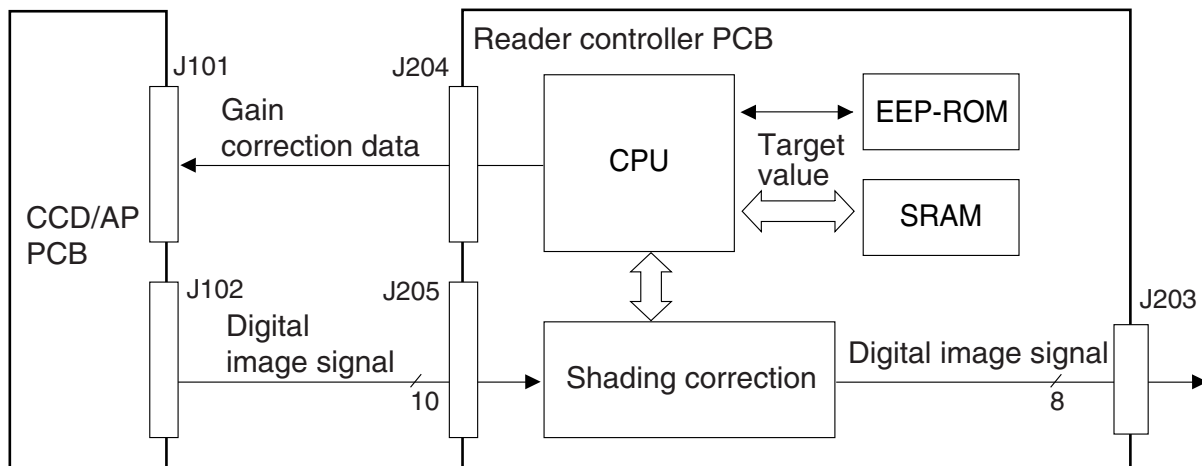 Reader controller PCB
J101
J204
Gain
correction data
CPU
EEP-ROM
Target
value
SRAM
CCD/AP
PCB
J102
J205
J203
Digital
image signal
10
Shading correction
Digital image signal
8